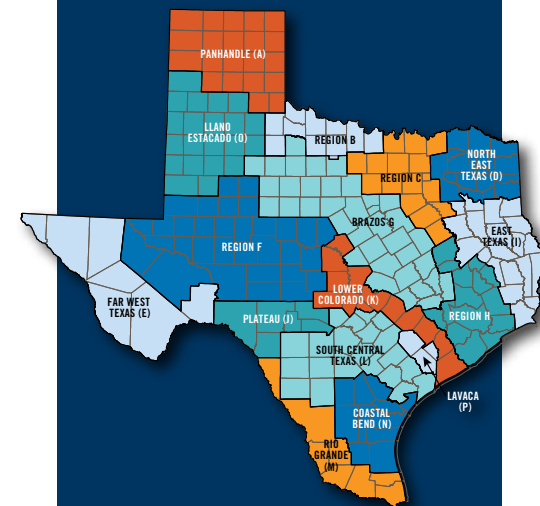 PANHANDLE (A)
LLANO
ESTACADO (O)
REGION B
NORTH
EAST
TEXAS (D)
REGION C
BRAZOS G
EAST
TEXAS (I)
REGION F
FAR WEST
TEXAS (E)
LOWER
COLORADO (K)
PLATEAU (J)
REGION H
SOUTH CENTRAL
TEXAS (L)
LAVACA
(P)
COASTAL
BEND (N)
RIO
GRANDE
(M)